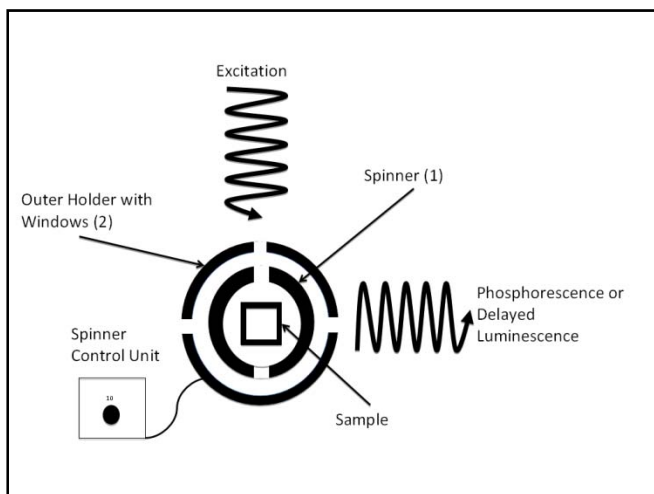 Excitation
Spinner (1)
Outer Holder with
Windows (2)
Phosphorescence or
Delayed
Luminescence
Spinner
Control Unit
10
Sample